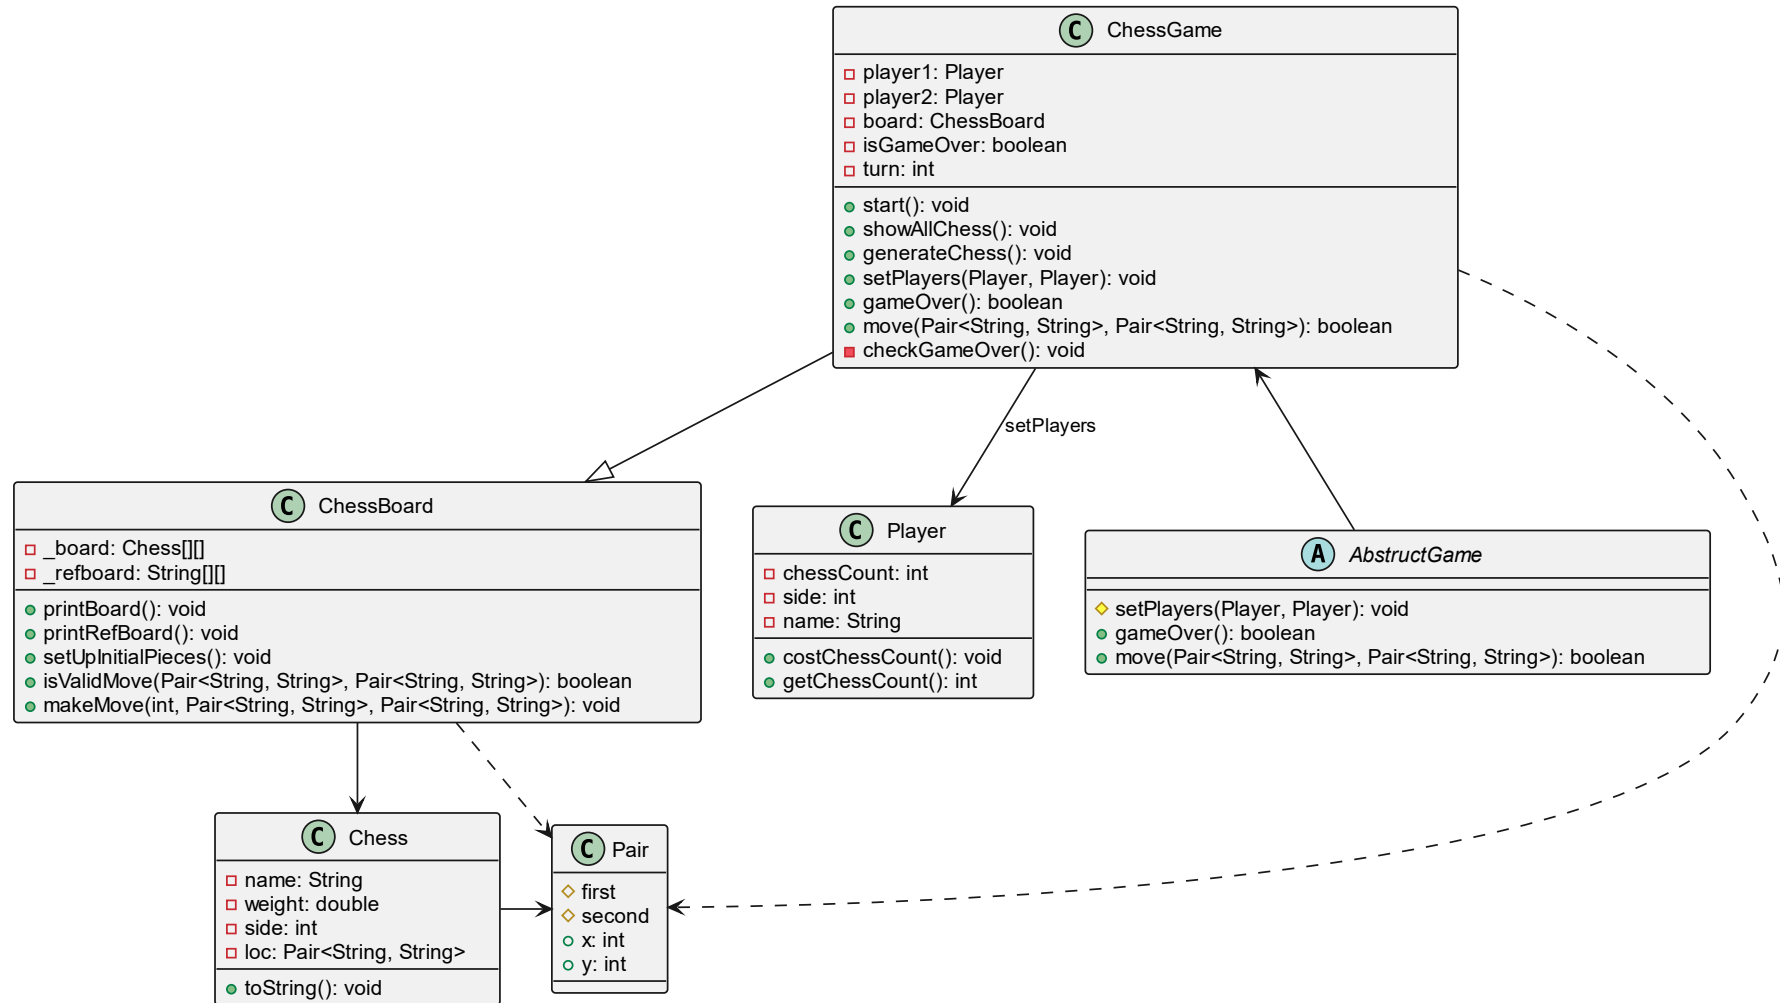 C ChessGame
player1: Player
player2: Player
board: ChessBoard
isGameOver: boolean
turn: int
start(): void
showAllChess(): void
generateChess(): void
setPlayers(Player, Player): void
gameOver(): boolean
move(Pair<String, String>, Pair<String, String>): boolean
checkGameOver(): void
setPlayers
C ChessBoard
_board: Chess[][]
_refboard: String[][]
printBoard(): void
printRefBoard(): void
setUpInitialPieces(): void
isValidMove(Pair<String, String>, Pair<String, String>): boolean
makeMove(int, Pair<String, String>, Pair<String, String>): void
C Player
chessCount: int
side: int
name: String
costChessCount(): void
getChessCount(): int
A AbstructGame
setPlayers(Player, Player): void
gameOver(): boolean
move(Pair<String, String>, Pair<String, String>): boolean
C Chess
name: String
weight: double
side: int
loc: Pair<String, String>
toString(): void
C Pair
first
second
x: int
y: int